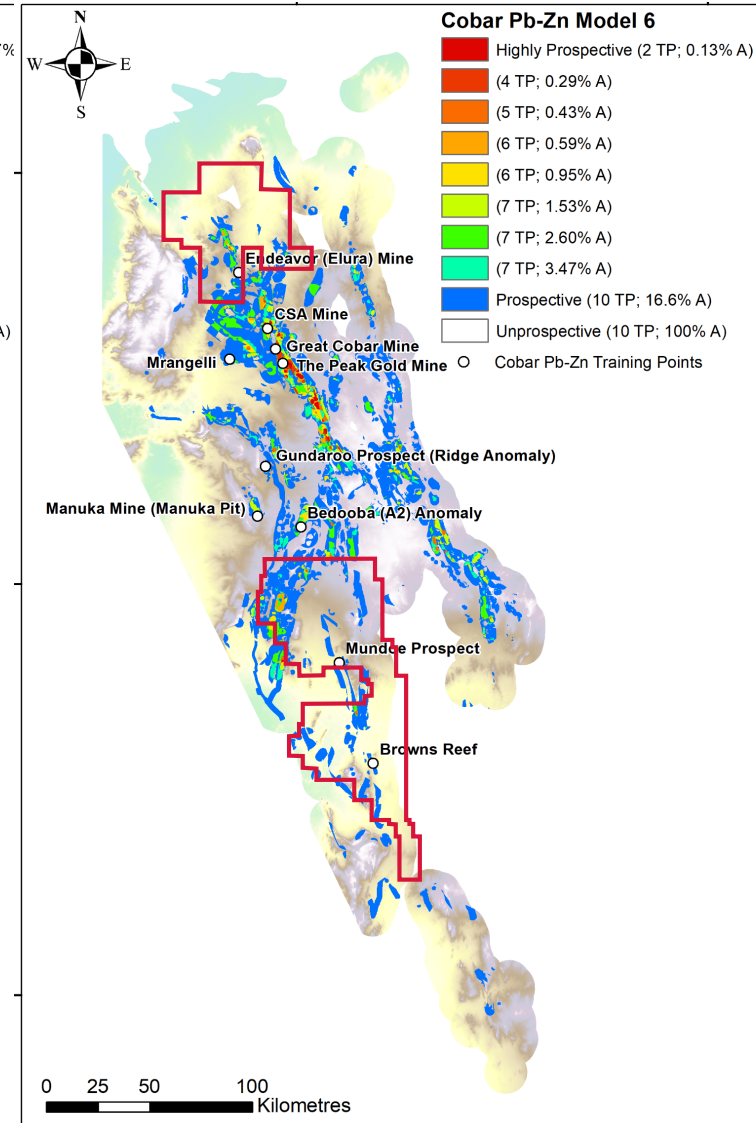 Cobar Pb-Zn Model 6
Highly Prospective (2 TP; 0.13% A)
(4 TP; 0.29% A)
(5 TP; 0.43% A)
(6 TP; 0.59% A)
(6 TP; 0.95% A)
(7 TP; 1.53% A)
(7 TP; 2.60% A)
(7 TP; 3.47% A)
Prospective (10 TP; 16.6% A)
Unprospective (10 TP; 100% A)
Cobar Pb-Zn Training Points
N
W E
S
%
A)
Endeavor (Elura) Mine
CSA Mine
Great Cobar Mine
Mrangelli
The Peak Gold Mine
Gundaroo Prospect (Ridge Anomaly)
Manuka Mine (Manuka Pit)
Bedooba (A2) Anomaly
Mundoe Prospect
Browns Reef
0 25 50 100
Kilometres